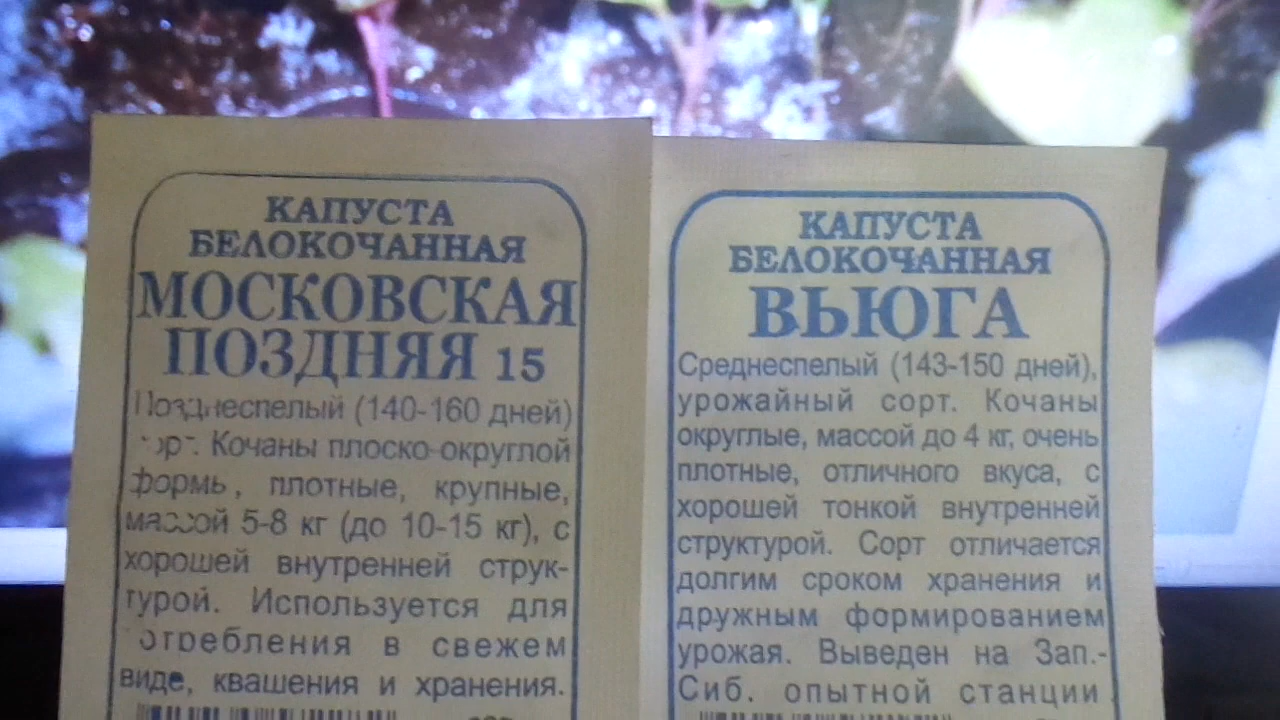 КАПУСТА
БЕЛОКОЧАННАЯ
МОСКОВСКАЯ
ПОЗДНЯЯ 15
Позднеспелый (140-160 дней)
сорт. Кочаны плоско-округлой
формы, плотные, крупные,
массой 5-8 кг (до 10-15 кг), с
хорошей внутренней струк-
турой. Используется для
потребления в свежем
виде, квашения и хранения.
КАПУСТА
БЕЛОКОЧАННАЯ
ВЬЮГА
Среднеспелый (143-150 дней),
урожайный сорт. Кочаны
округлые, массой до 4 кг, очень
плотные, отличного вкуса, с
хорошей тонкой внутренней
структурой. Сорт отличается
долгим сроком хранения и
дружным формированием
урожая. Выведен на Зап.-
Сиб. опытной станции